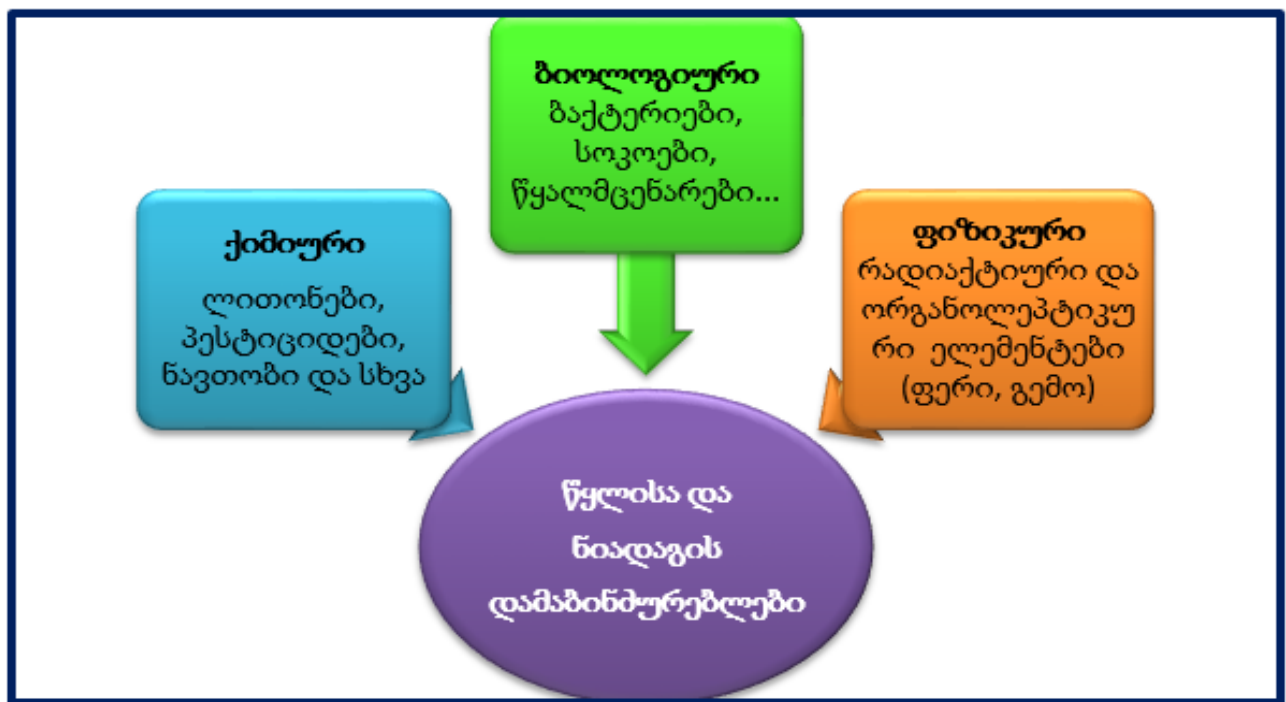 ბიოლოგიური
ბაქტერიები,
სოკოები,
წყალმცენარები...
ქიმიური
ლითონები,
პესტიციდები,
ნავთობი და სხვა
ფიზიკური
რადიაქტიური და
ორგანოლეპტიკუ
რი ელემენტები
(ფერი, გემო)
წყლისა და
ნიადაგის
დამაბინძურებლები